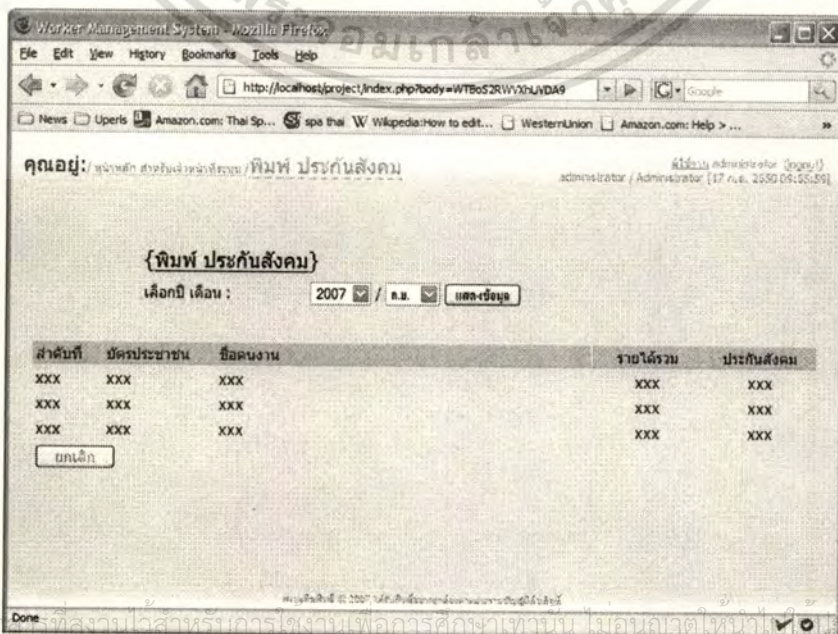 Worker Management System - Mozilla Firefox
File Edit View History Bookmarks Tools Help
http://localhost/project/index.php?body=WTBoS2RWVXhUVDA9
Google
News Uperls Amazon.com: Thai Sp... spa thai W Wikipedia:How to edit... WesternUnion Amazon.com: Help > ... »
คุณอยู่:/ หน้าหลัก สำหรับเจ้าหน้าที่ระบบ /พิมพ์ ประกันสังคม
ผู้ใช้งาน administrator {logout}
administrator / Administrator [17 ก.ย. 2550 09:55:59]
{พิมพ์ ประกันสังคม}
เลือกปี เดือน : 2007 / ก.ย. แสดงข้อมูล
ลำดับที่ บัตรประชาชน ชื่อคนงาน รายได้รวม ประกันสังคม
xxx xxx xxx xxx xxx
xxx xxx xxx xxx xxx
xxx xxx xxx xxx xxx
ยกเลิก
Done